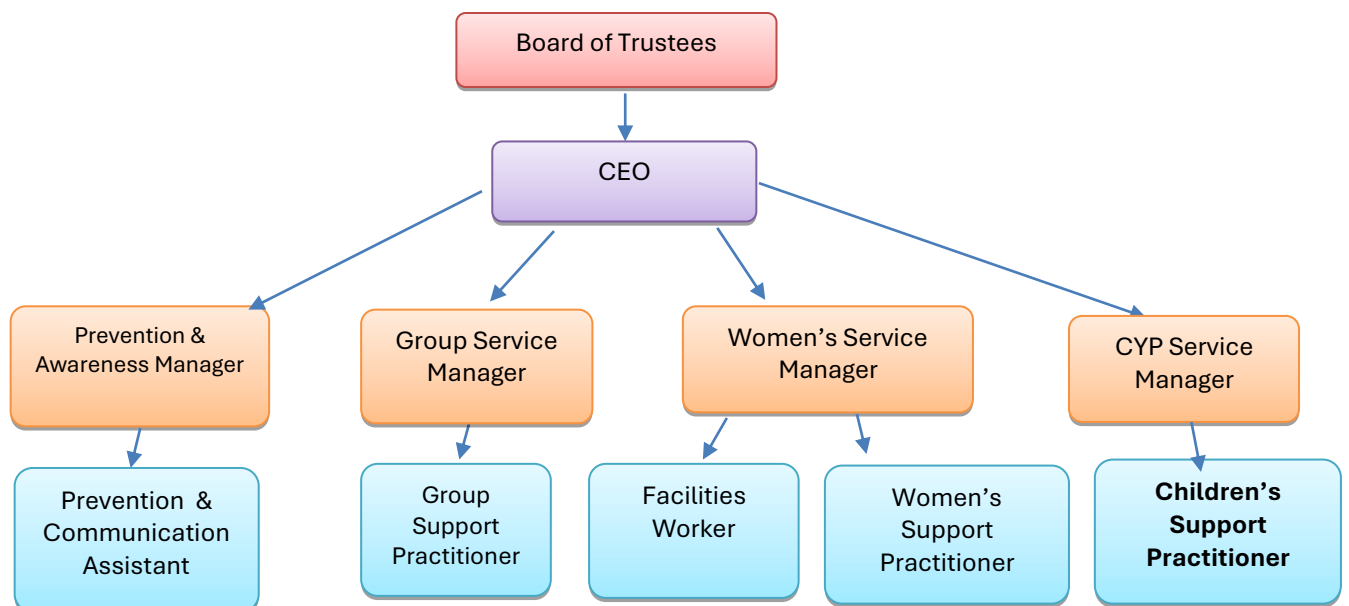 Board of Trustees
CEO
Prevention &
Awareness Manager
Group Service
Manager
Women’s Service
Manager
CYP Service
Manager
Prevention & 
Communication
Assistant
Group
Support
Practitioner
Facilities
Worker
Women’s
Support
Practitioner
Children’s
Support
Practitioner